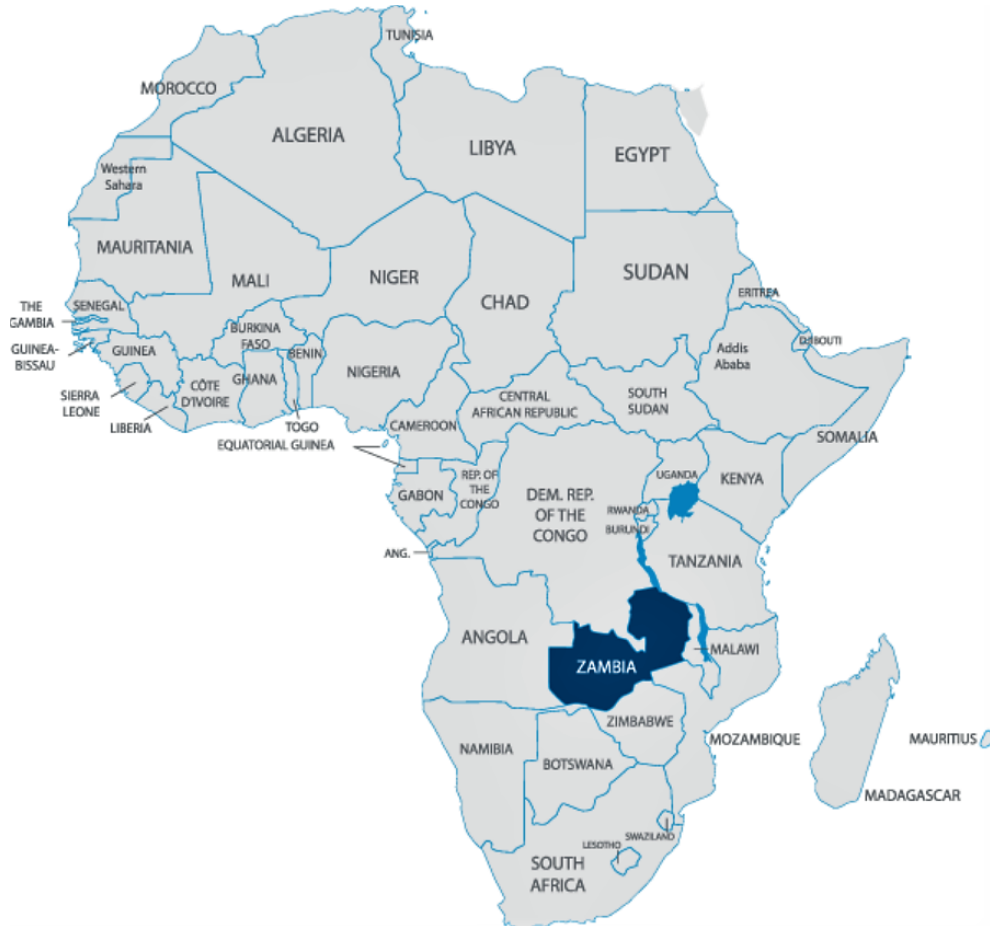 TUNISIA
MOROCCO
ALGERIA
LIBYA
EGYPT
Western
Sahara
MAURITANIA
MALI
NIGER
CHAD
SUDAN
ERITREA
THE
GAMBIA
SENEGAL
GUINEA-
BISSAU
GUINEA
BURKINA
FASO
BENIN
NIGERIA
DJIBOUTI
Addis
Ababa
SIERRA
LEONE
LIBERIA
CÔTE
D'IVOIRE
GHANA
TOGO
EQUATORIAL GUINEA
CAMEROON
CENTRAL
AFRICAN REPUBLIC
SOUTH
SUDAN
SOMALIA
GABON
REP. OF
THE
CONGO
DEM. REP.
OF THE
CONGO
UGANDA
KENYA
RWANDA
BURUNDI
TANZANIA
ANG.
ANGOLA
ZAMBIA
MALAWI
ZIMBABWE
MOZAMBIQUE
MAURITIUS
NAMIBIA
BOTSWANA
MADAGASCAR
SWAZILAND
LESOTHO
SOUTH
AFRICA